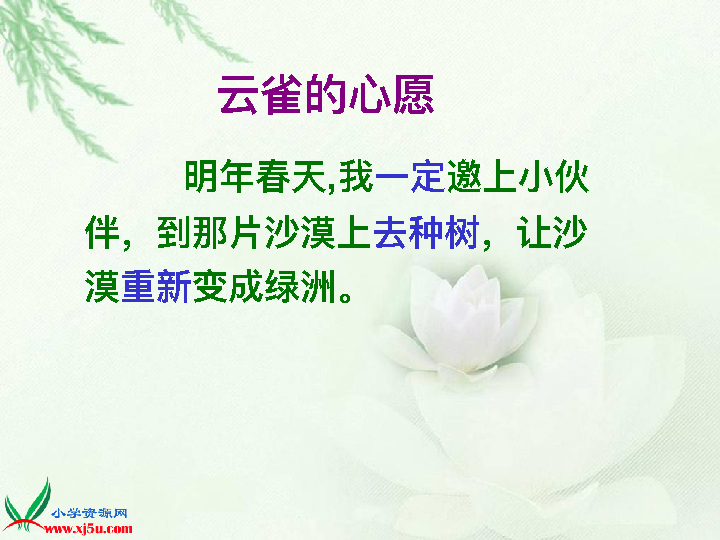 云雀的心愿
明年春天,我一定邀上小伙
伴，到那片沙漠上去种树，让沙
漠重新变成绿洲。
小学资源网
www.xj5u.com